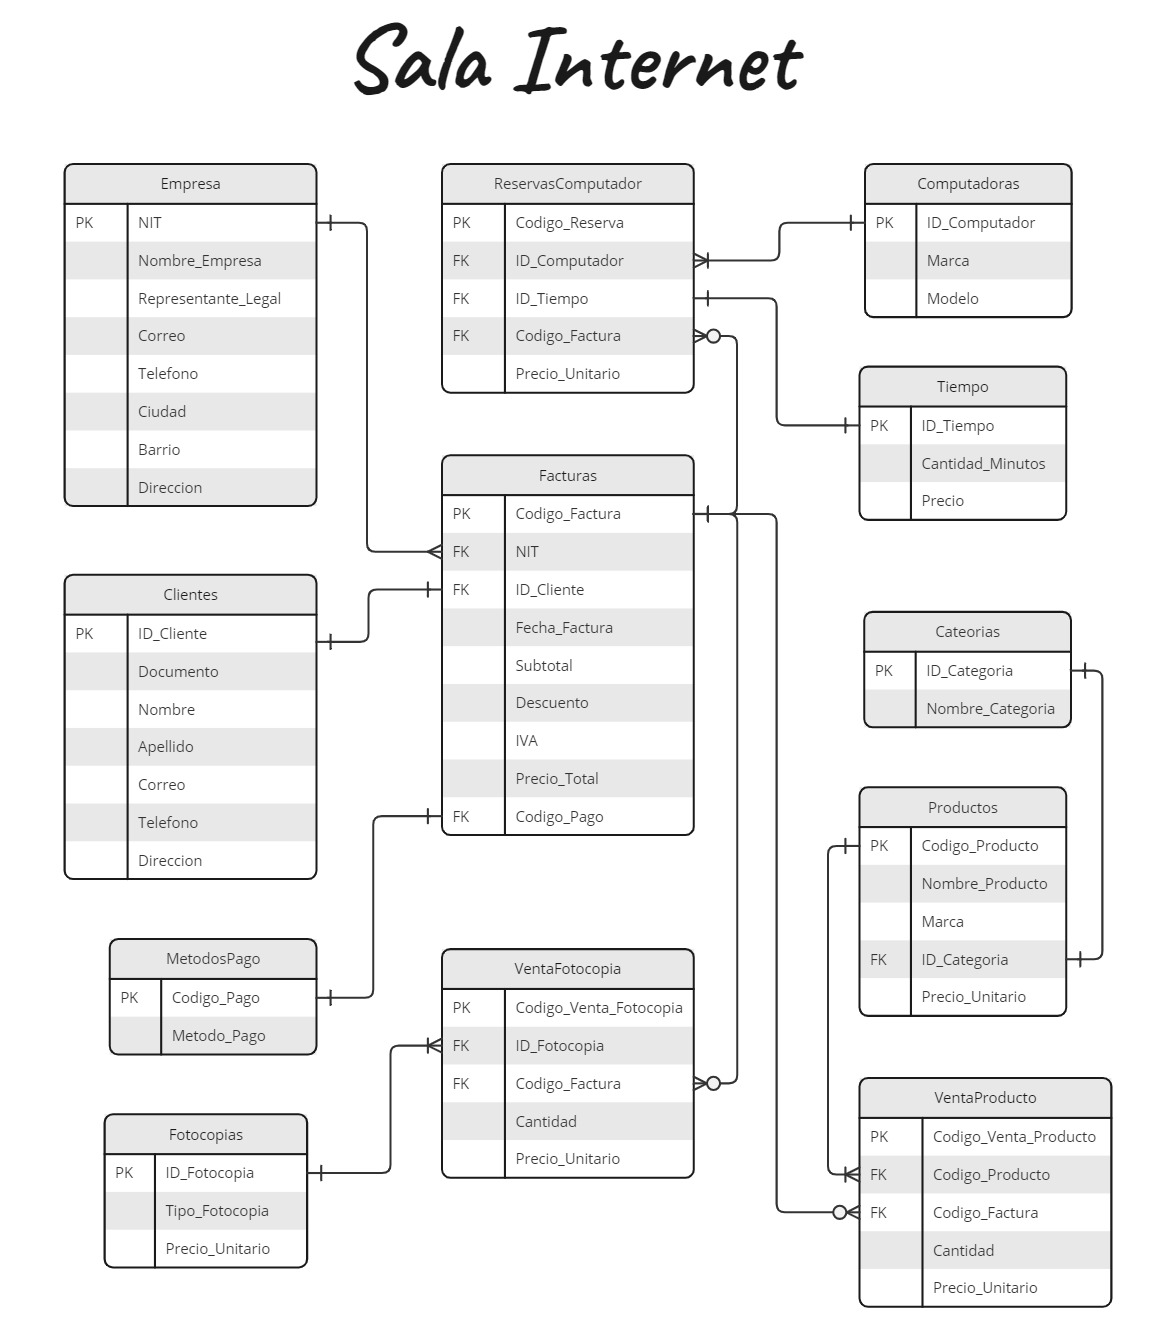 Sala Internet
Empresa
PK NIT
Nombre_Empresa
Representante_Legal
Correo
Telefono
Ciudad
Barrio
Direccion
ReservasComputador
PK Codigo_Reserva
FK ID_Computador
FK ID_Tiempo
FK Codigo_Factura
Precio_Unitario
Computadoras
PK ID_Computador
Marca
Modelo
Tiempo
PK ID_Tiempo
Cantidad_Minutos
Precio
Facturas
PK Codigo_Factura
FK NIT
FK ID_Cliente
Fecha_Factura
Subtotal
Descuento
IVA
Precio_Total
FK Codigo_Pago
Clientes
PK ID_Cliente
Documento
Nombre
Apellido
Correo
Telefono
Direccion
Cateorias
PK ID_Categoria
Nombre_Categoria
Productos
PK Codigo_Producto
Nombre_Producto
Marca
FK ID_Categoria
Precio_Unitario
MetodosPago
PK Codigo_Pago
Metodo_Pago
VentaFotocopia
PK Codigo_Venta_Fotocopia
FK ID_Fotocopia
FK Codigo_Factura
Cantidad
Precio_Unitario
Fotocopias
PK ID_Fotocopia
Tipo_Fotocopia
Precio_Unitario
VentaProducto
PK Codigo_Venta_Producto
FK Codigo_Producto
FK Codigo_Factura
Cantidad
Precio_Unitario